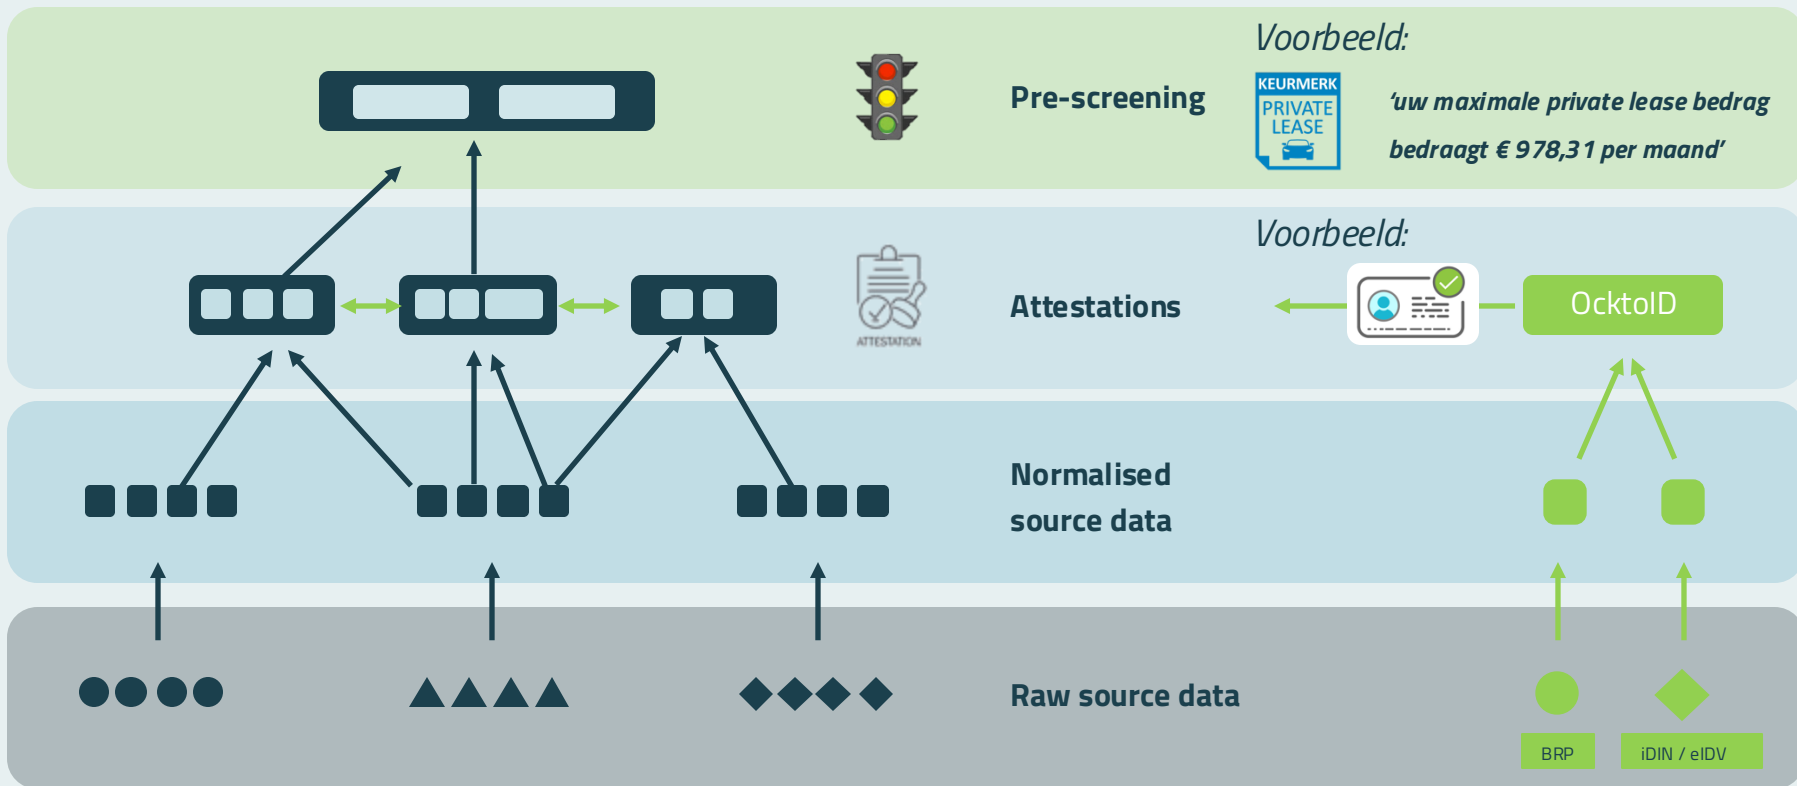 Voorbeeld:
Pre-screening
KEURMERK
PRIVATE
LEASE
‘uw maximale private lease bedrag
bedraagt € 978,31 per maand’
Voorbeeld:
ATTESTATION
Attestations
OcktoID
Normalised
source data
Raw source data
BRP
iDIN / eIDV